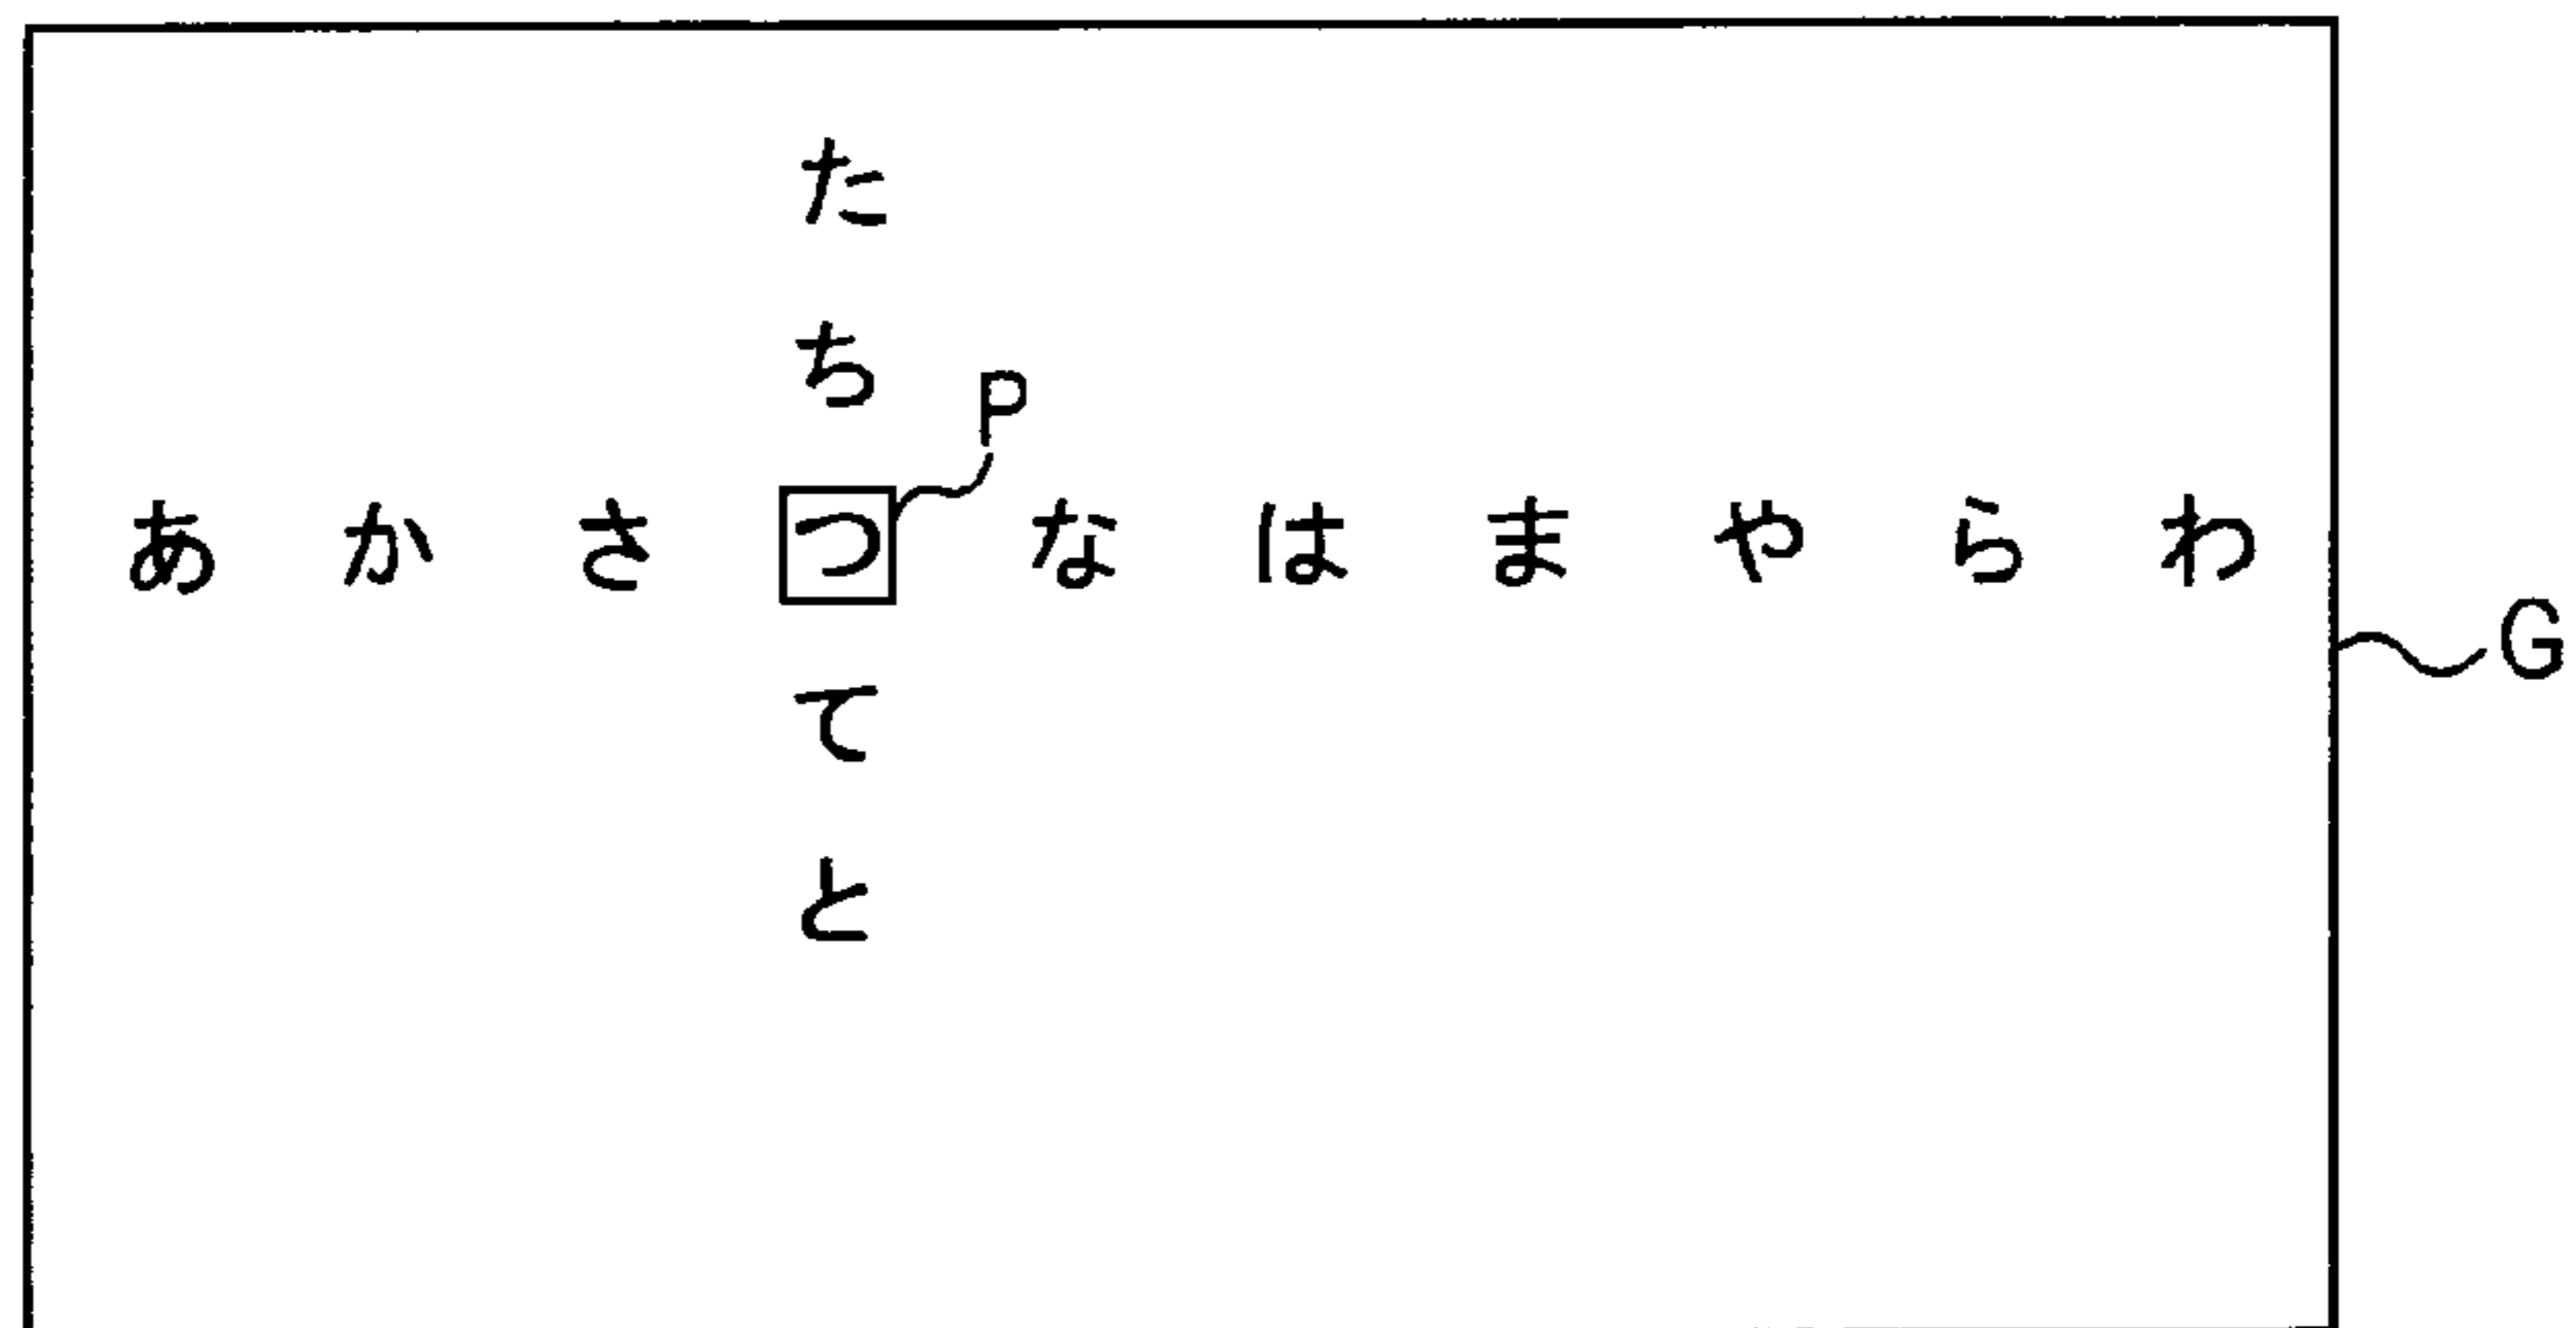 た
ち
P
あ か さ つ な は ま や ら わ
G
て
と